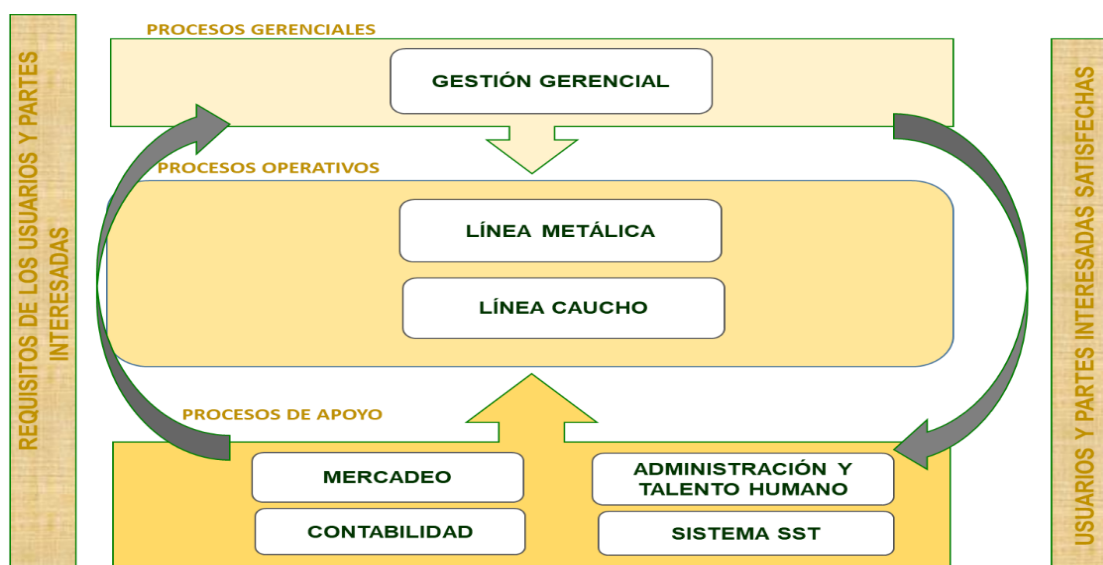 PROCESOS GERENCIALES
GESTIÓN GERENCIAL
REQUISITOS DE LOS USUARIOS Y PARTES
INTERESADAS
PROCESOS OPERATIVOS
LÍNEA METÁLICA
LÍNEA CAUCHO
USUARIOS Y PARTES INTERESADAS SATISFECHAS
PROCESOS DE APOYO
MERCADEO
ADMINISTRACIÓN Y
TALENTO HUMANO
CONTABILIDAD
SISTEMA SST